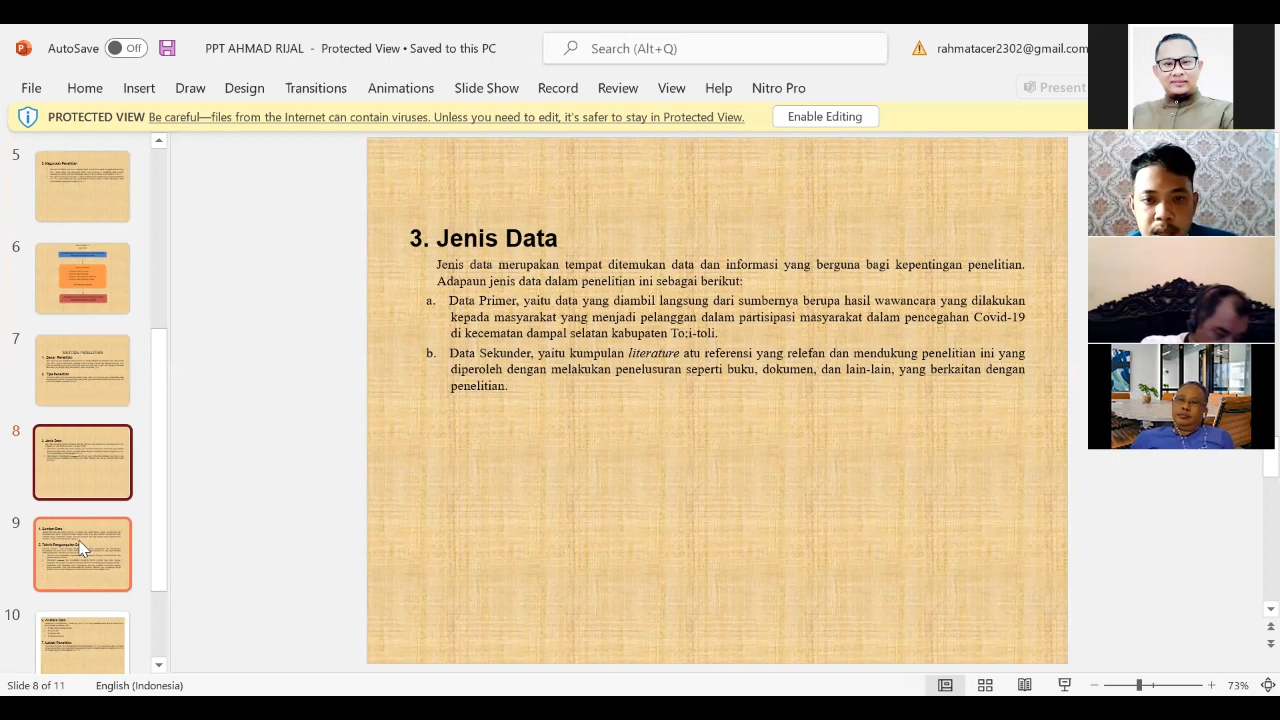 AutoSave Off PPT AHMAD RIJAL - Protected View • Saved to this PC Search (Alt+Q) rahmatacer2302@gmail.com
File Home Insert Draw Design Transitions Animations Slide Show Record Review View Help Nitro Pro Present
PROTECTED VIEW Be careful—files from the Internet can contain viruses. Unless you need to edit, it's safer to stay in Protected View. Enable Editing
5
6
7
8
9
10
3. Jenis Data
Jenis data merupakan tempat ditemukan data dan informasi yang berguna bagi kepentingan penelitian.
Adapaun jenis data dalam penelitian ini sebagai berikut:
a. Data Primer, yaitu data yang diambil langsung dari sumbernya berupa hasil wawancara yang dilakukan
kepada masyarakat yang menjadi pelanggan dalam partisipasi masyarakat dalam pencegahan Covid-19
di kecematan dampal selatan kabupaten To;i-toli.
b. Data Sekunder, yaitu kumpulan literature atu referensi yang relefan dan mendukung penelitian ini yang
diperoleh dengan melakukan penelusuran seperti buku, dokumen, dan lain-lain, yang berkaitan dengan
penelitian.
Slide 8 of 11 English (Indonesia) 73%